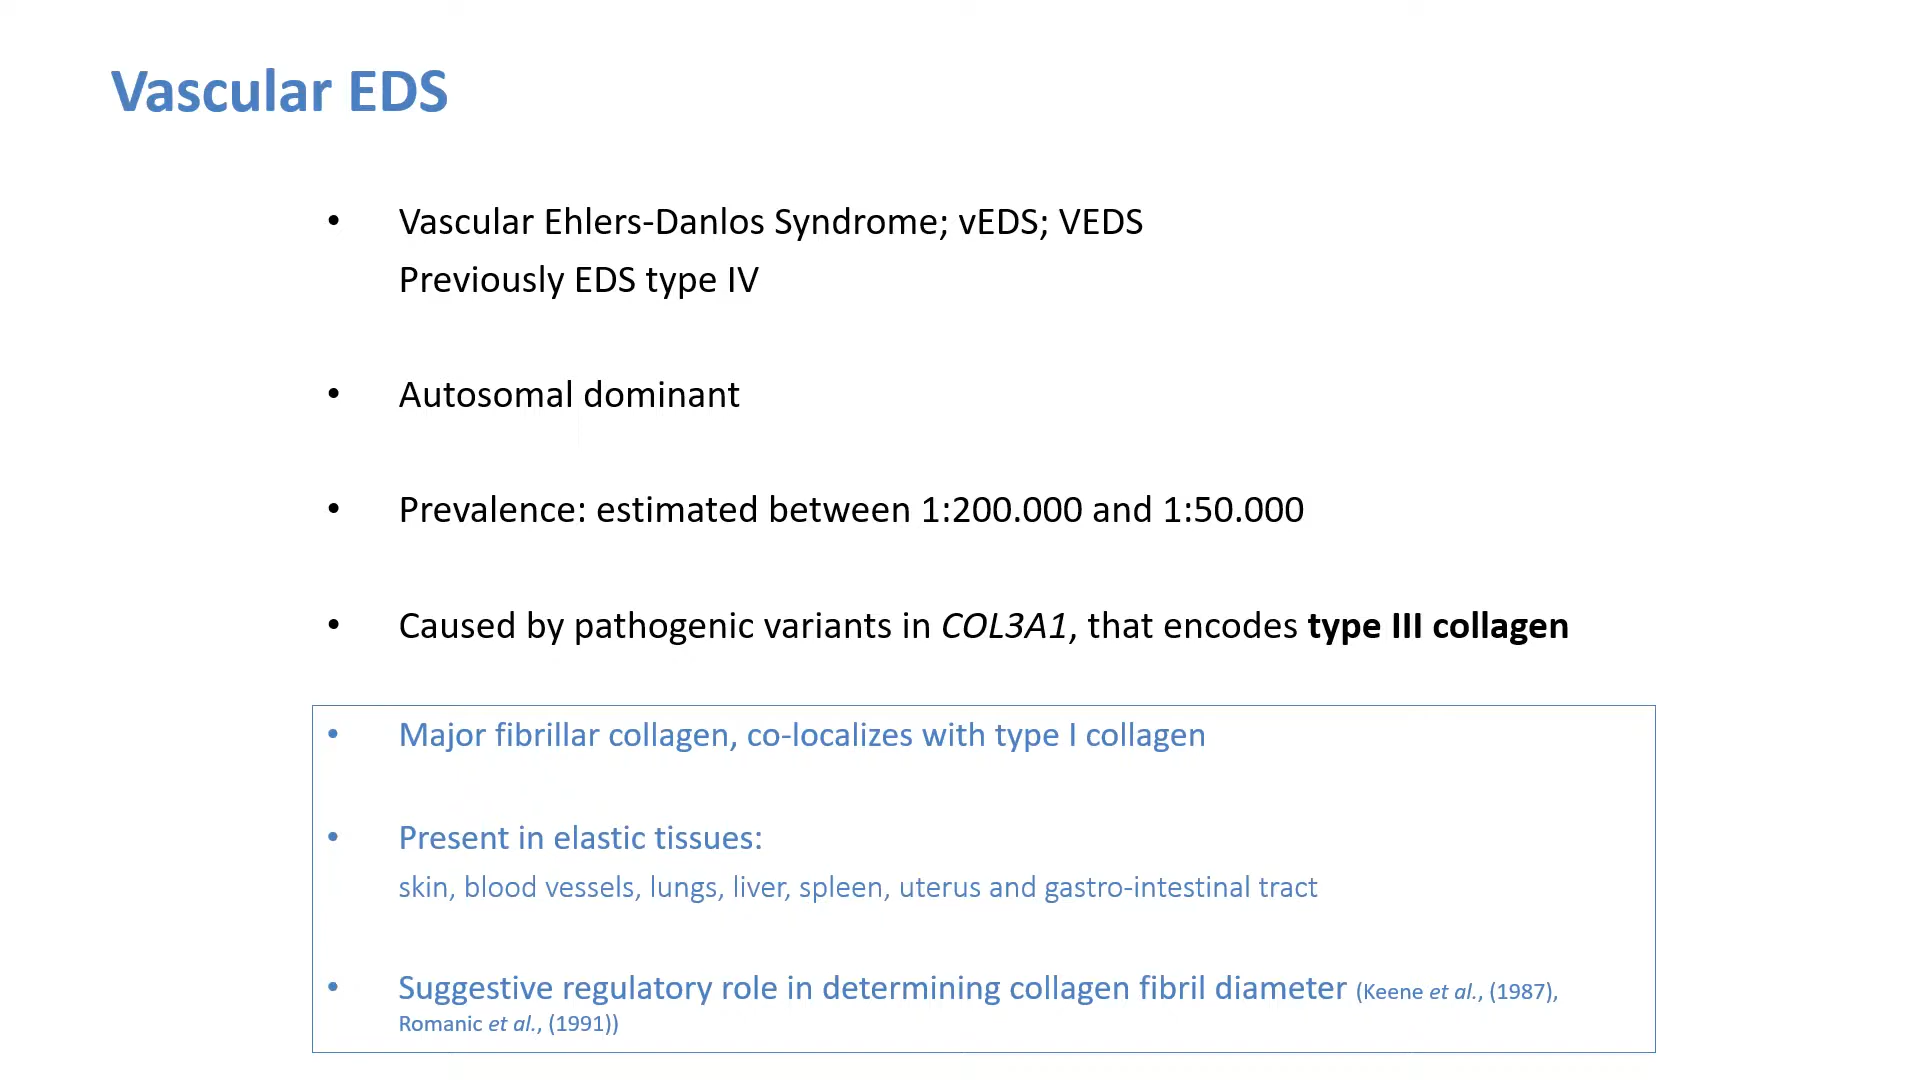 Vascular EDS
• Vascular Ehlers-Danlos Syndrome; vEDS; VEDS
Previously EDS type IV
• Autosomal dominant
• Prevalence: estimated between 1:200.000 and 1:50.000
• Caused by pathogenic variants in COL3A1, that encodes type III collagen
• Major fibrillar collagen, co-localizes with type I collagen
• Present in elastic tissues:
skin, blood vessels, lungs, liver, spleen, uterus and gastro-intestinal tract
• Suggestive regulatory role in determining collagen fibril diameter (Keene et al., (1987),
Romanic et al., (1991))